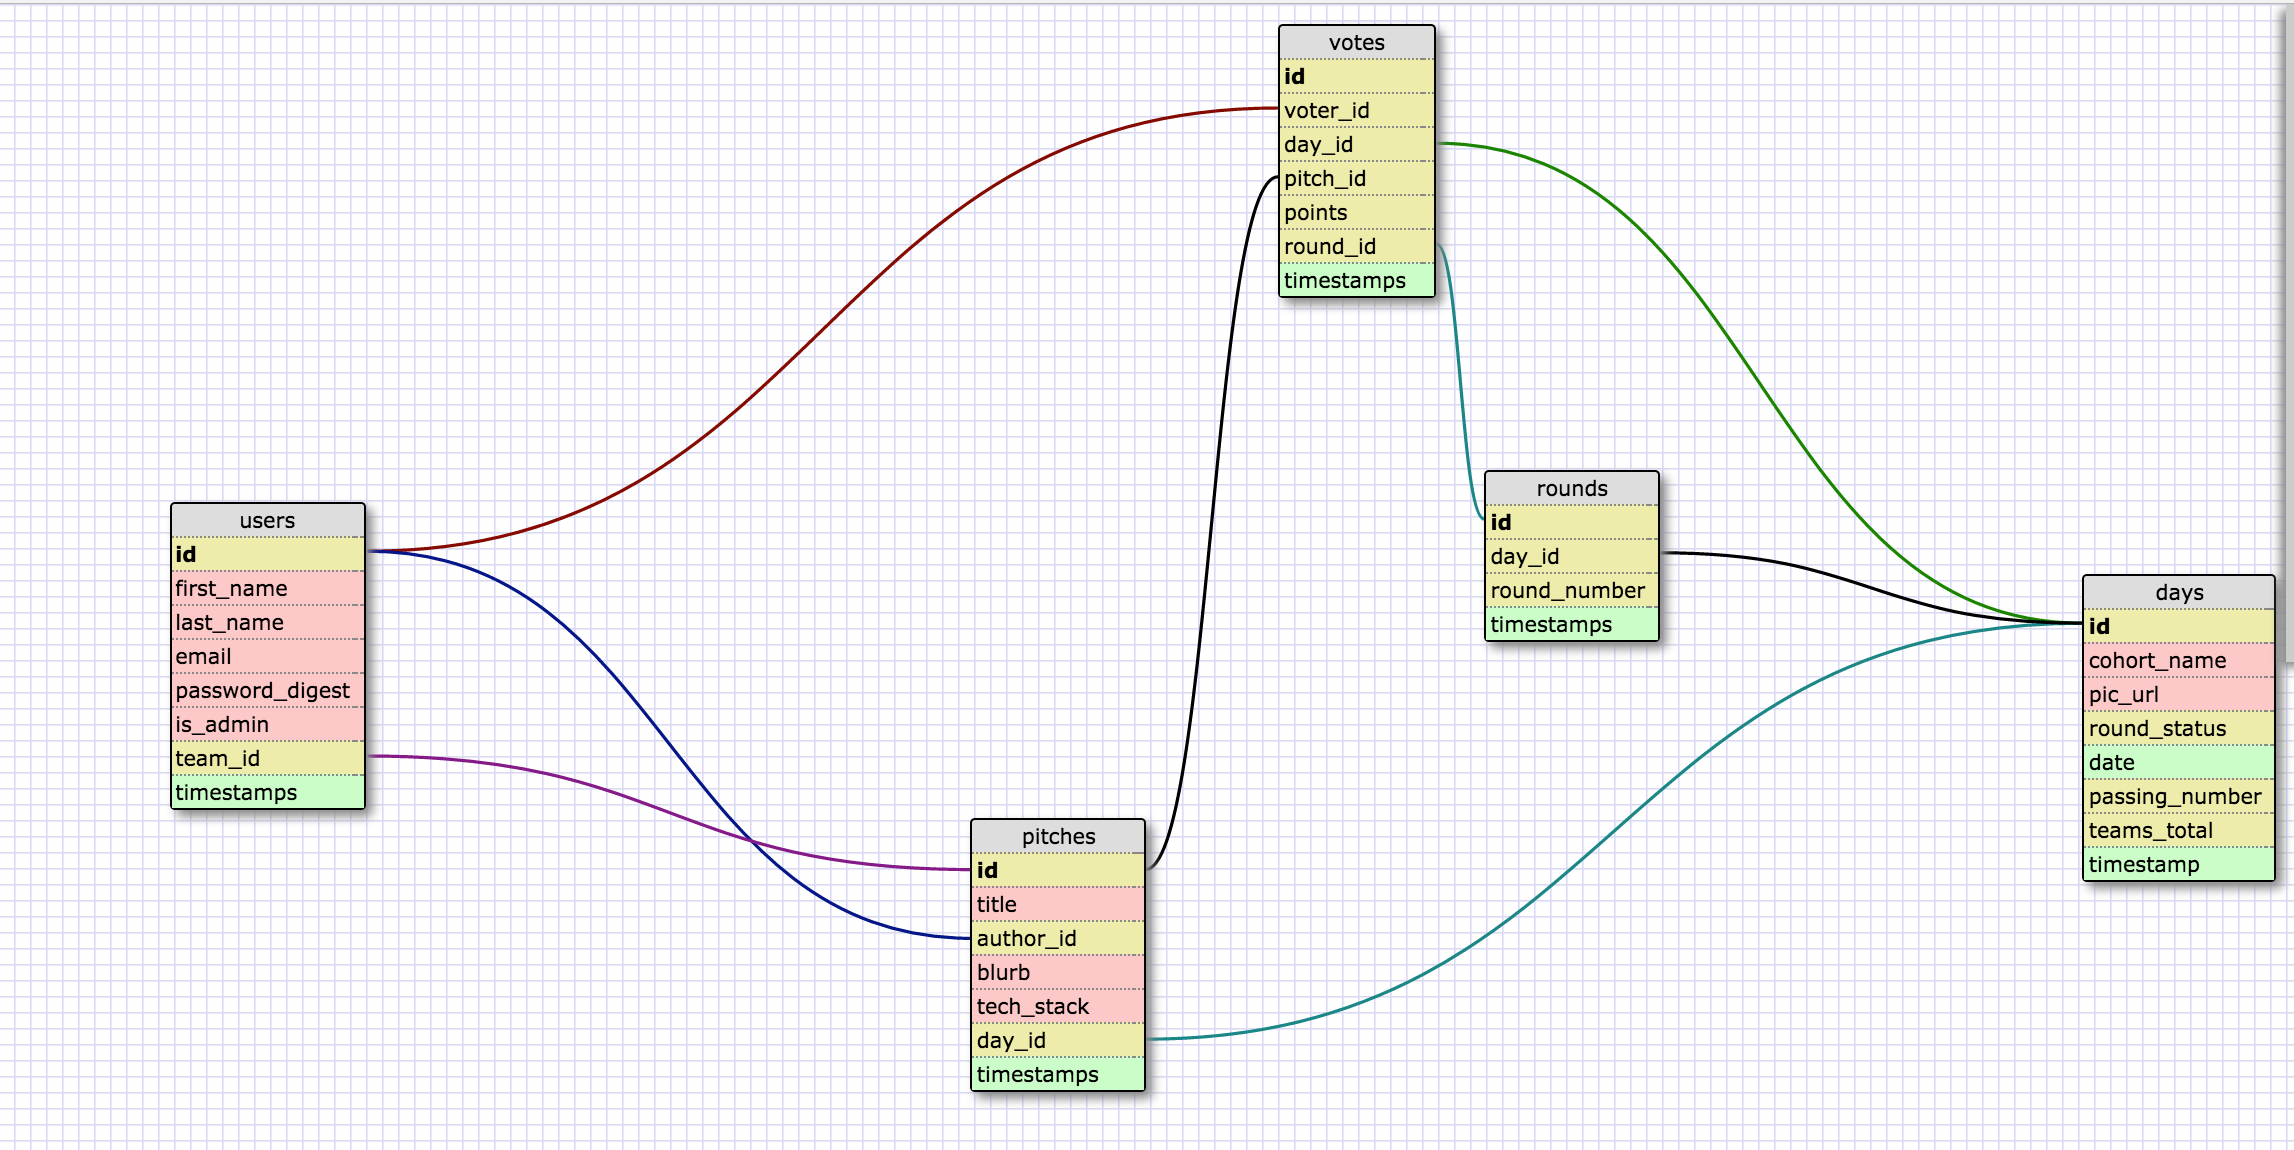 votes
id
voter_id
day_id
pitch_id
points
round_id
timestamps
users
id
first_name
last_name
email
password_digest
is_admin
team_id
timestamps
rounds
id
day_id
round_number
timestamps
days
id
cohort_name
pic_url
round_status
date
passing_number
teams_total
timestamp
pitches
id
title
author_id
blurb
tech_stack
day_id
timestamps